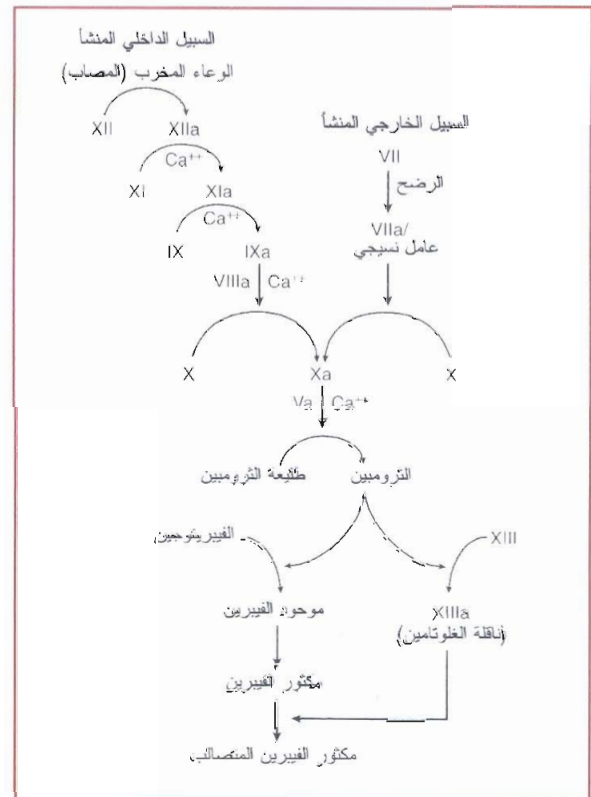 السبيل الداخلي المنشأ
الوعاء المخرب (المصاب)
XII XIIa
Ca++
XI XIa
Ca++
IX IXa
VIIIa Ca++
السبيل الخارجي المنشأ
VII
الرضح
VIIa/
عامل نسيجي
X Xa X
Va Ca++
طليعة الثرومبين الترومبين
الفيبرينوجين XIII
موحود الفيبرين XIIIa
(ناقلة الغلوتامين)
مكثور الفيبرين
مكثور الفيبرين المتصالب